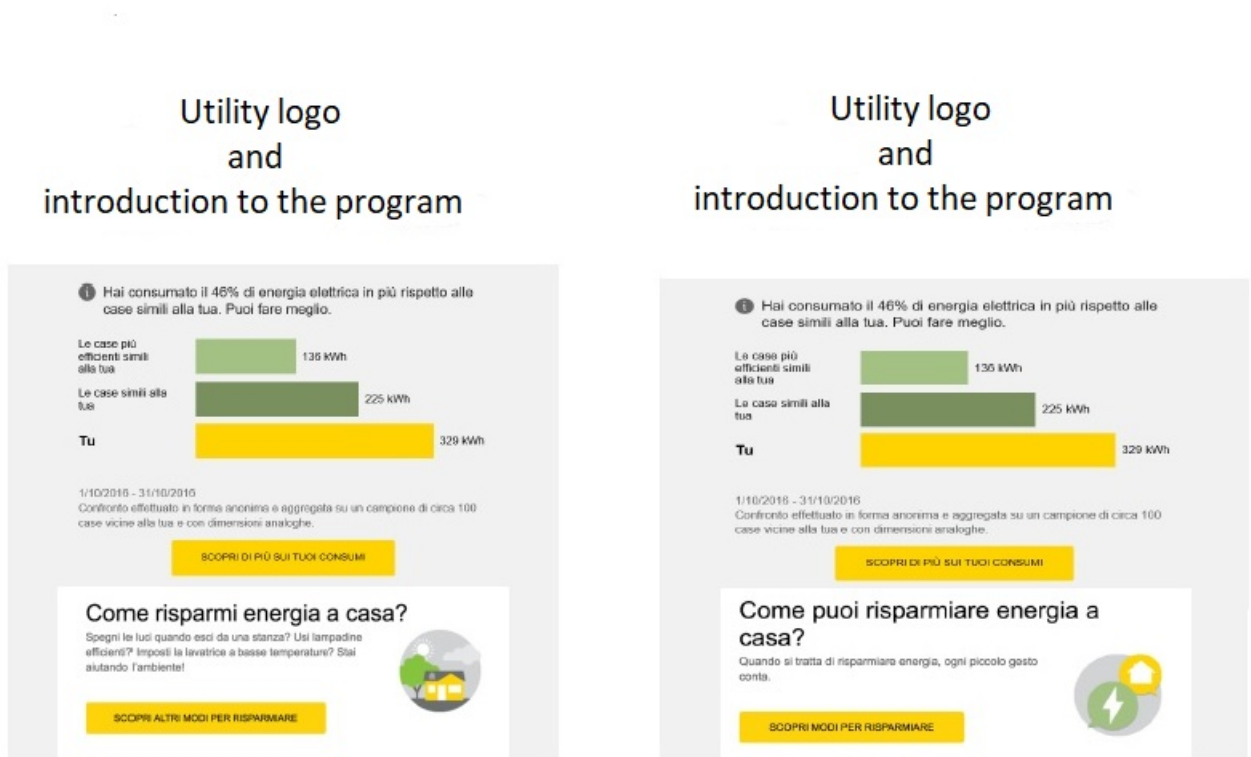 Utility logo
and
introduction to the program
Hai consumato il 46% di energia elettrica in più rispetto alle
case simili alla tua. Puoi fare meglio.
Le case più
efficienti simili
alla tua
136 kWh
Le case simili alla
tua
225 kWh
Tu
329 kWh
1/10/2016 - 31/10/2016
Confronto effettuato in forma anonima e aggregata su un campione di circa 100
case vicine alla tua e con dimensioni analoghe.
SCOPRI DI PIÙ SUI TUOI CONSUMI
Come risparmi energia a casa?
Spegni le luci quando esci da una stanza? Usi lampadine
efficienti? Imposti la lavatrice a basse temperature? Stai
aiutando l'ambiente!
SCOPRI ALTRI MODI PER RISPARMIARE
Utility logo
and
introduction to the program
Hai consumato il 46% di energia elettrica in più rispetto alle
case simili alla tua. Puoi fare meglio.
Le case più
efficienti simili
alla tua
136 kWh
Le case simili alla
tua
225 kWh
Tu
329 kWh
1/10/2016 - 31/10/2016
Confronto effettuato in forma anonima e aggregata su un campione di circa 100
case vicine alla tua e con dimensioni analoghe.
SCOPRI DI PIÙ SUI TUOI CONSUMI
Come puoi risparmiare energia a
casa?
Quando si tratta di risparmiare energia, ogni piccolo gesto
conta.
SCOPRI MODI PER RISPARMIARE